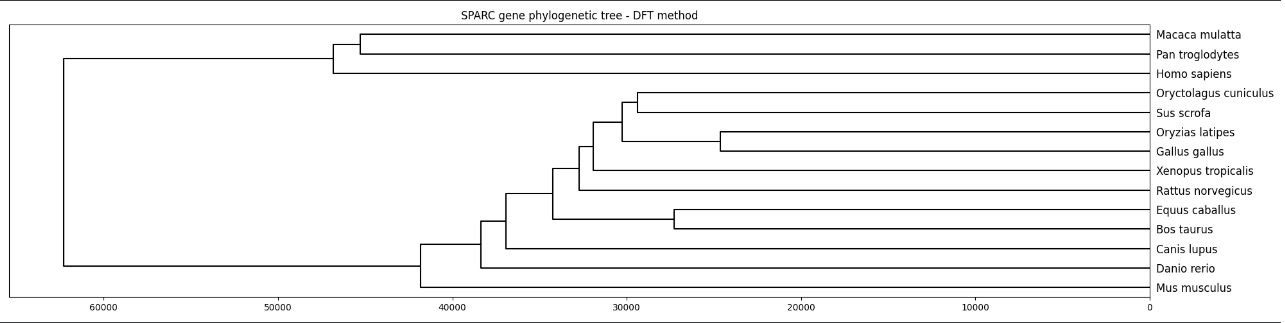 SPARC gene phylogenetic tree - DFT method
Macaca mulatta
Pan troglodytes
Homo sapiens
Oryctolagus cuniculus
Sus scrofa
Oryzias latipes
Gallus gallus
Xenopus tropicalis
Rattus norvegicus
Equus caballus
Bos taurus
Canis lupus
Danio rerio
Mus musculus
60000 50000 40000 30000 20000 10000 0